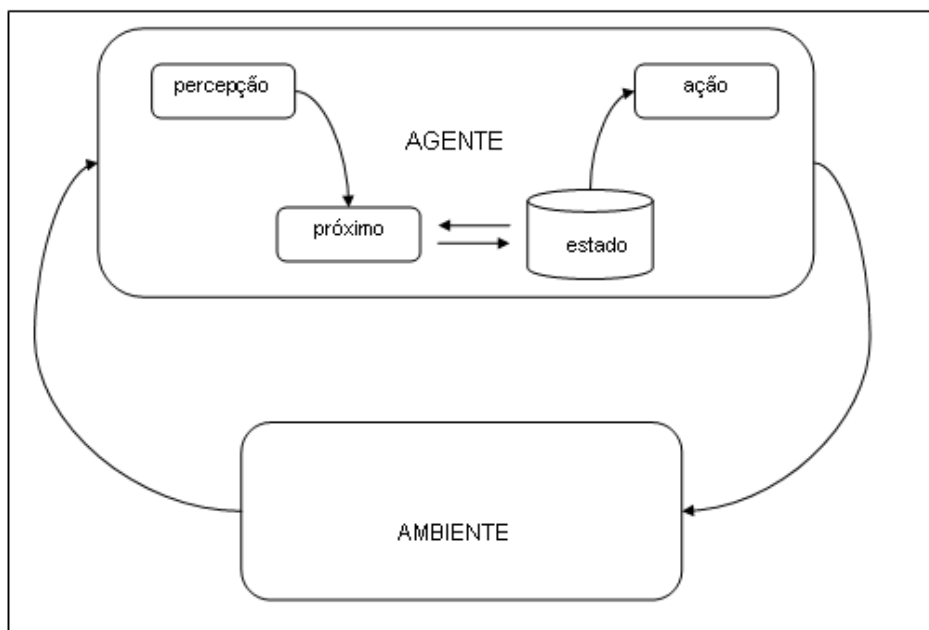 percepção
ação
AGENTE
próximo
estado
AMBIENTE